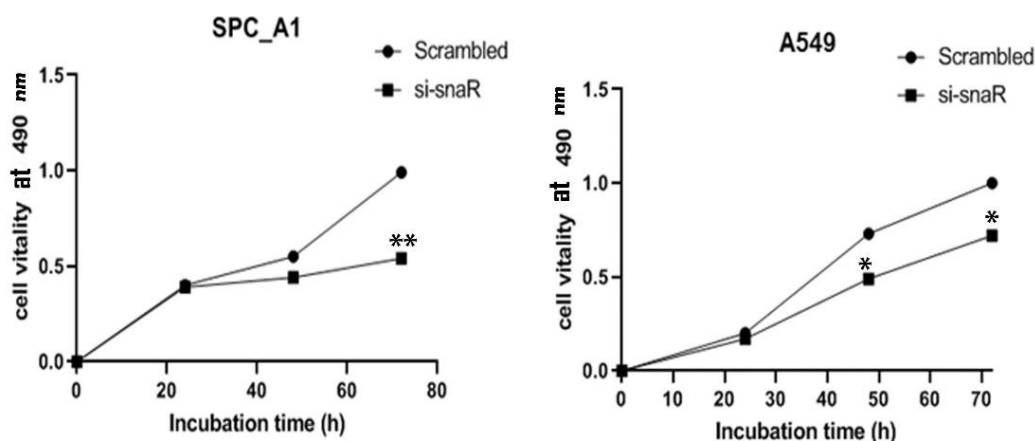 SPC_A1
Scrambled
si-snaR
cell vitality at 490 nm
1.5
1.0
0.5
0.0
**
0 20 40 60 80
Incubation time (h)
A549
Scrambled
si-snaR
cell vitality at 490 nm
1.5
1.0
0.5
0.0
*
*
0 10 20 30 40 50 60 70
Incubation time (h)